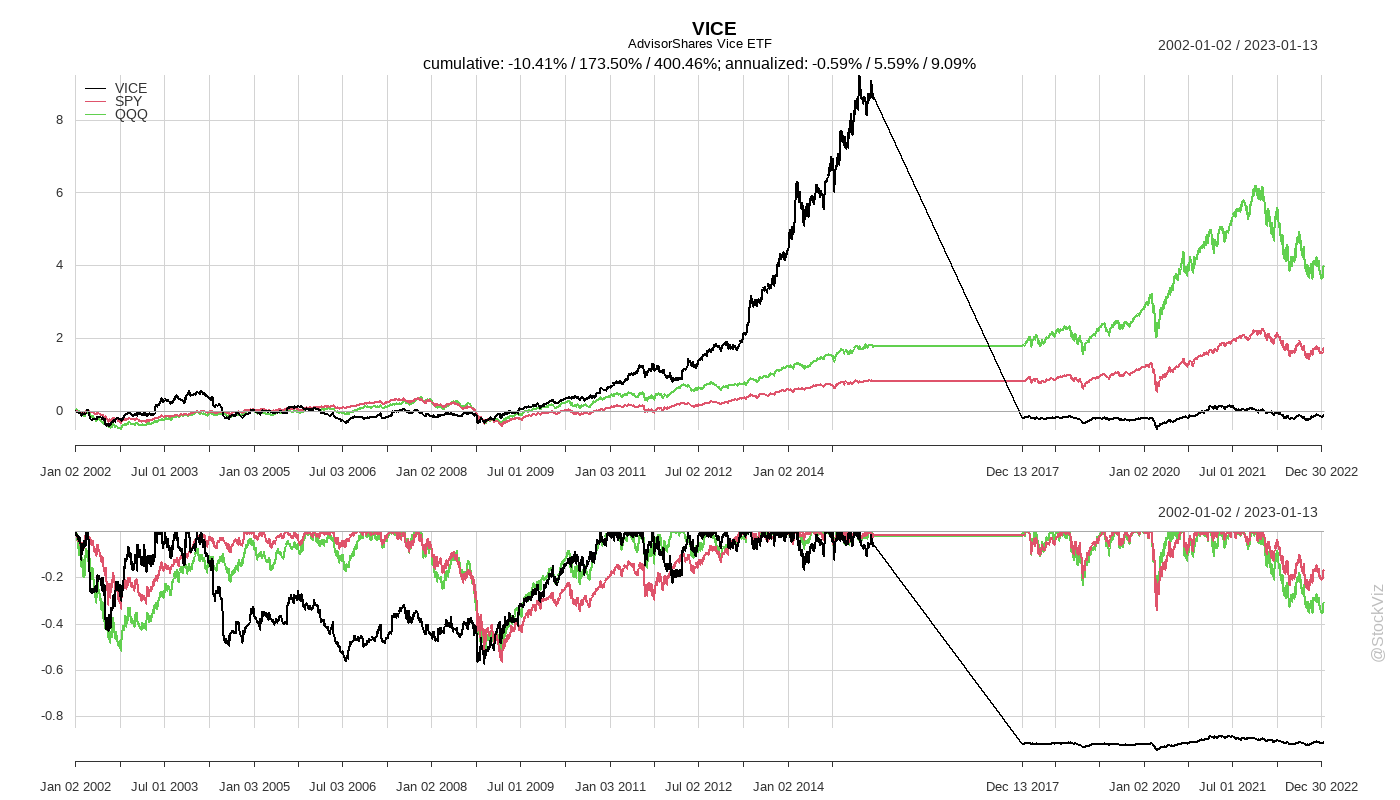 VICE
AdvisorShares Vice ETF
2002-01-02 / 2023-01-13
cumulative: -10.41% / 173.50% / 400.46%; annualized: -0.59% / 5.59% / 9.09%
VICE
SPY
QQQ
8
6
4
2
0
Jan 02 2002 Jul 01 2003 Jan 03 2005 Jul 03 2006 Jan 02 2008 Jul 01 2009 Jan 03 2011 Jul 02 2012 Jan 02 2014 Dec 13 2017 Jan 02 2020 Jul 01 2021 Dec 30 2022
2002-01-02 / 2023-01-13
-0.2
-0.4
-0.6
-0.8
Jan 02 2002 Jul 01 2003 Jan 03 2005 Jul 03 2006 Jan 02 2008 Jul 01 2009 Jan 03 2011 Jul 02 2012 Jan 02 2014 Dec 13 2017 Jan 02 2020 Jul 01 2021 Dec 30 2022
@StockViz